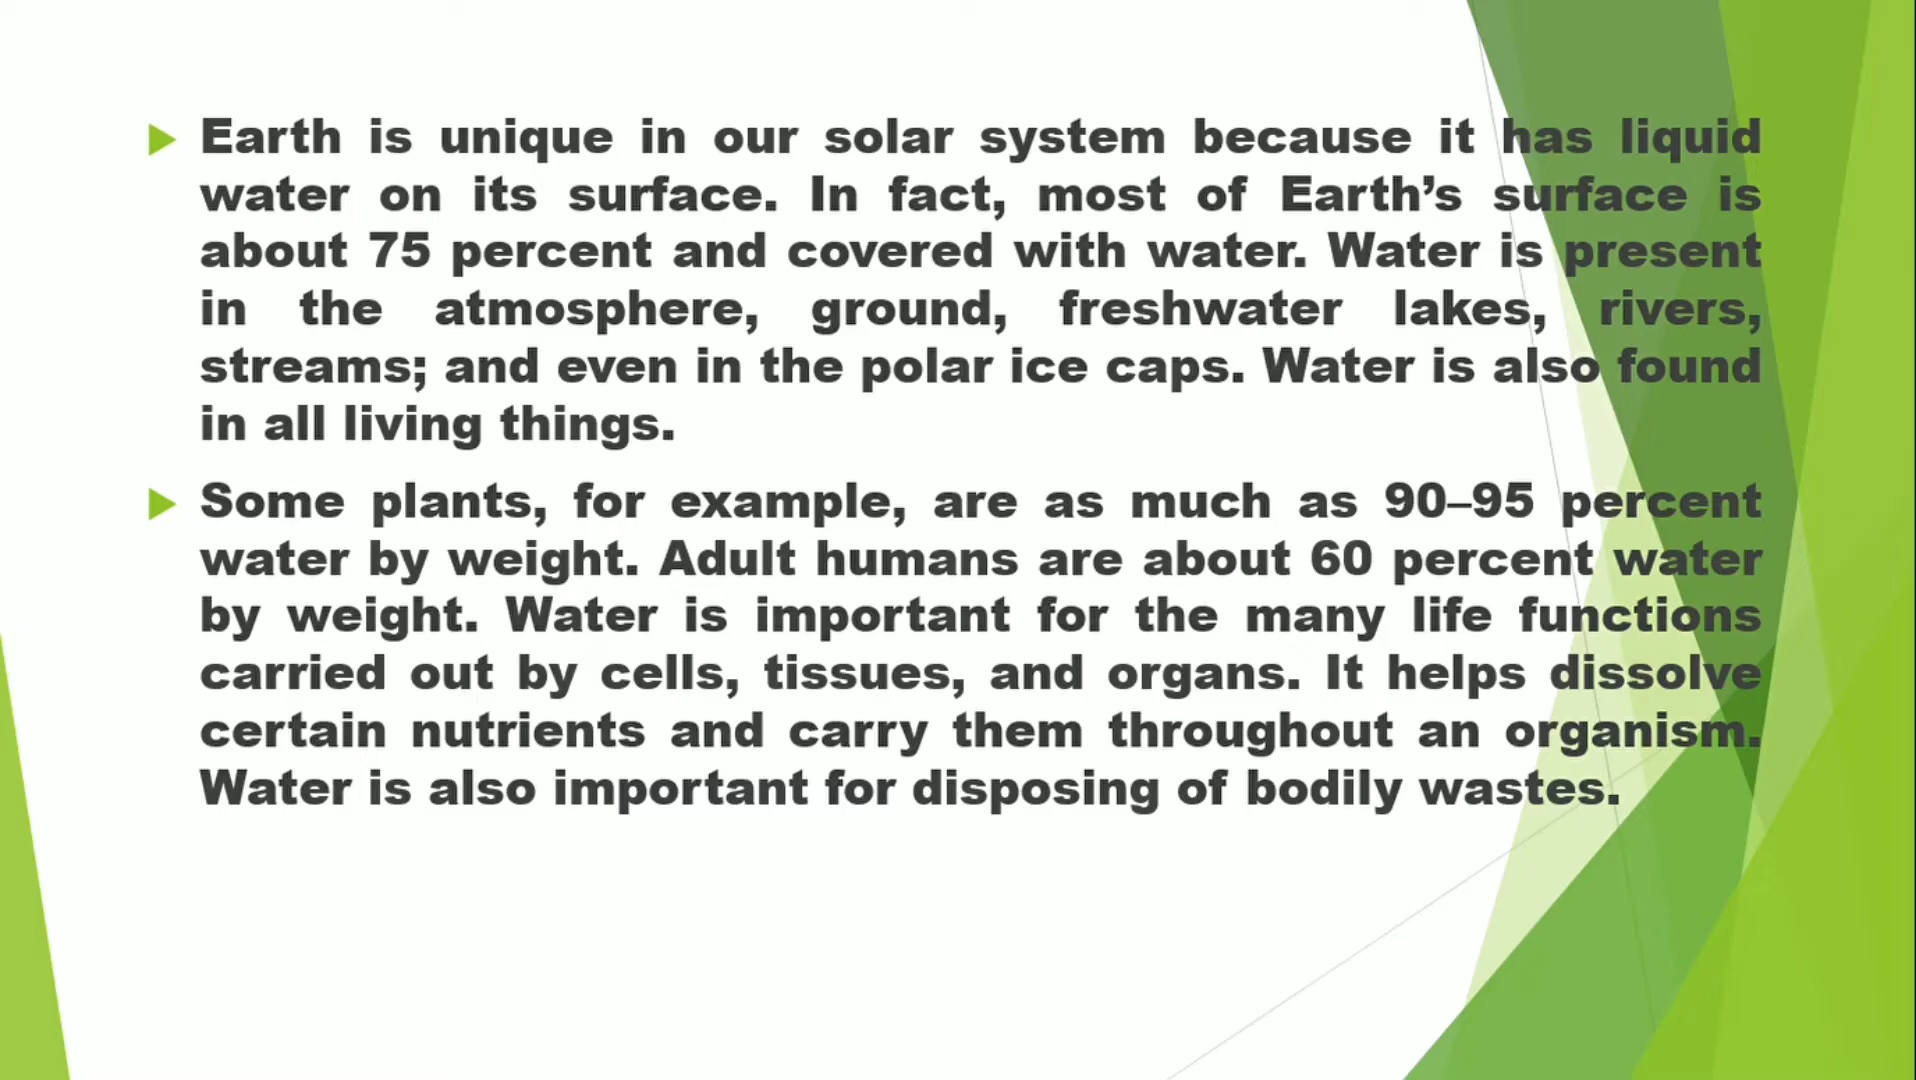 Earth is unique in our solar system because it has liquid
water on its surface. In fact, most of Earth’s surface is
about 75 percent and covered with water. Water is present
in the atmosphere, ground, freshwater lakes, rivers,
streams; and even in the polar ice caps. Water is also found
in all living things.
Some plants, for example, are as much as 90–95 percent
water by weight. Adult humans are about 60 percent water
by weight. Water is important for the many life functions
carried out by cells, tissues, and organs. It helps dissolve
certain nutrients and carry them throughout an organism.
Water is also important for disposing of bodily wastes.